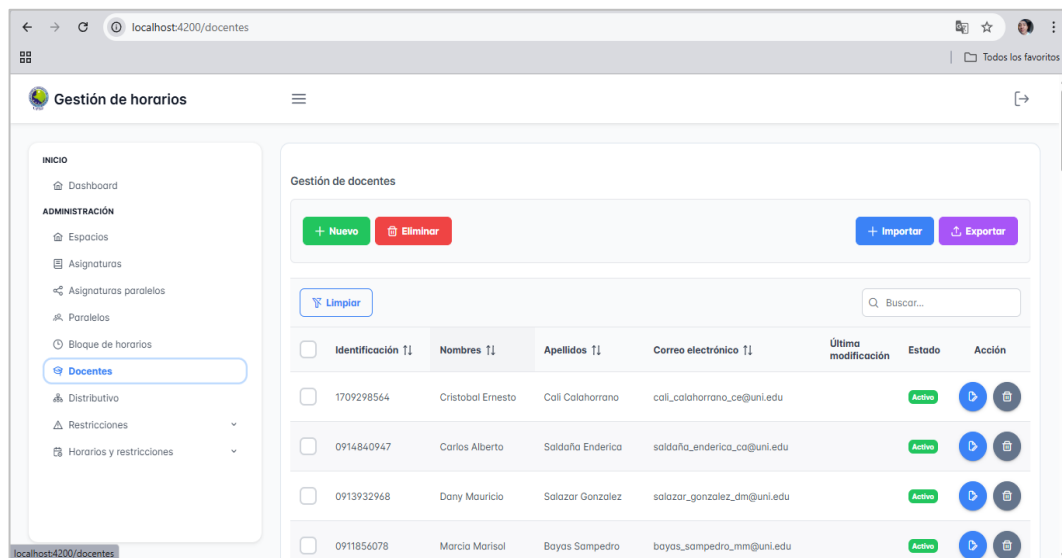 localhost:4200/docentes
Todos los favoritos
Gestión de horarios
INICIO
Dashboard
ADMINISTRACIÓN
Espacios
Asignaturas
Asignaturas paralelos
Paralelos
Bloque de horarios
Docentes
Distributivo
Restricciones
Horarios y restricciones
Gestión de docentes
+ Nuevo Eliminar + Importar Exportar
Limpiar Buscar...
Identificación Nombres Apellidos Correo electrónico Última modificación Estado Acción
1709298564 Cristobal Ernesto Cali Calahorrano cali_calahorrano_ce@uni.edu Activo
0914840947 Carlos Alberto Saldaña Enderica saldaña_enderica_ca@uni.edu Activo
0913932968 Dany Mauricio Salazar Gonzalez salazar_gonzalez_dm@uni.edu Activo
0911856078 Marcia Marisol Bayas Sampedro bayas_sampedro_mm@uni.edu Activo
localhost:4200/docentes